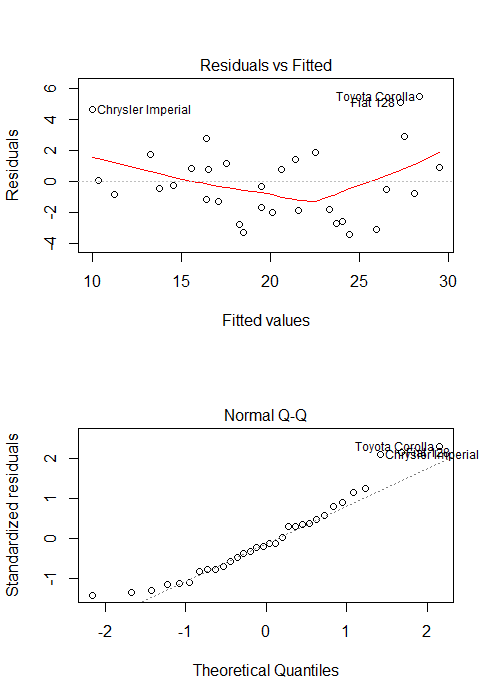 Residuals vs Fitted
Residuals
6
4
2
0
-2
-4
Toyota Corolla
Fiat 128
Chrysler Imperial
10
15
20
25
30
Fitted values
Normal Q-Q
Standardized residuals
2
1
0
-1
Toyota Corolla
Fiat 128
Chrysler Imperial
-2
-1
0
1
2
Theoretical Quantiles